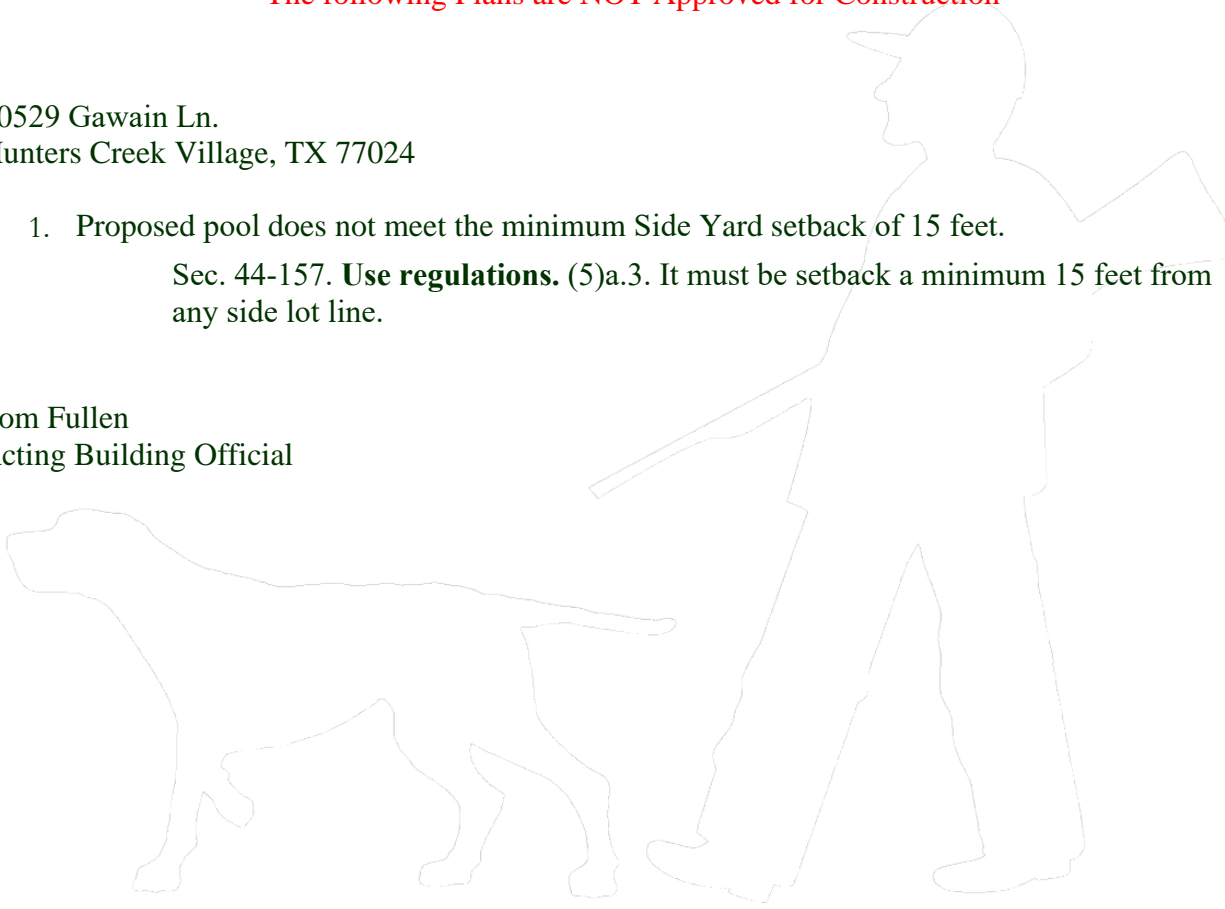 The following Plans are NOT Approved for Construction
0529 Gawain Ln.
unters Creek Village, TX 77024
1. Proposed pool does not meet the minimum Side Yard setback of 15 feet.
Sec. 44-157. Use regulations. (5)a.3. It must be setback a minimum 15 feet from
any side lot line.
om Fullen
cting Building Official